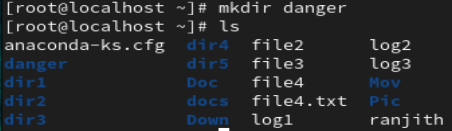 [root@localhost ~]# mkdir danger
[root@localhost ~]# ls
anaconda-ks.cfg  dir4  file2      log2
danger           dir5  file3      log3
dir1             Doc   file4      Mov
dir2             docs  file4.txt  Pic
dir3             Down  log1       ranjith